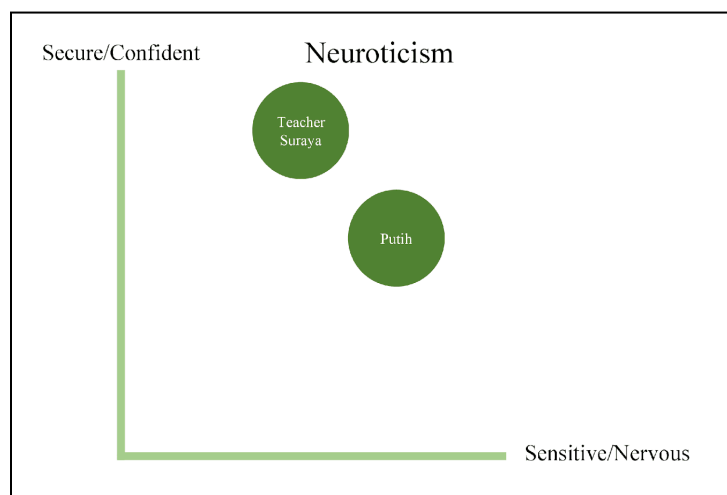 Neuroticism
Secure/Confident
Teacher
Suraya
Putih
Sensitive/Nervous